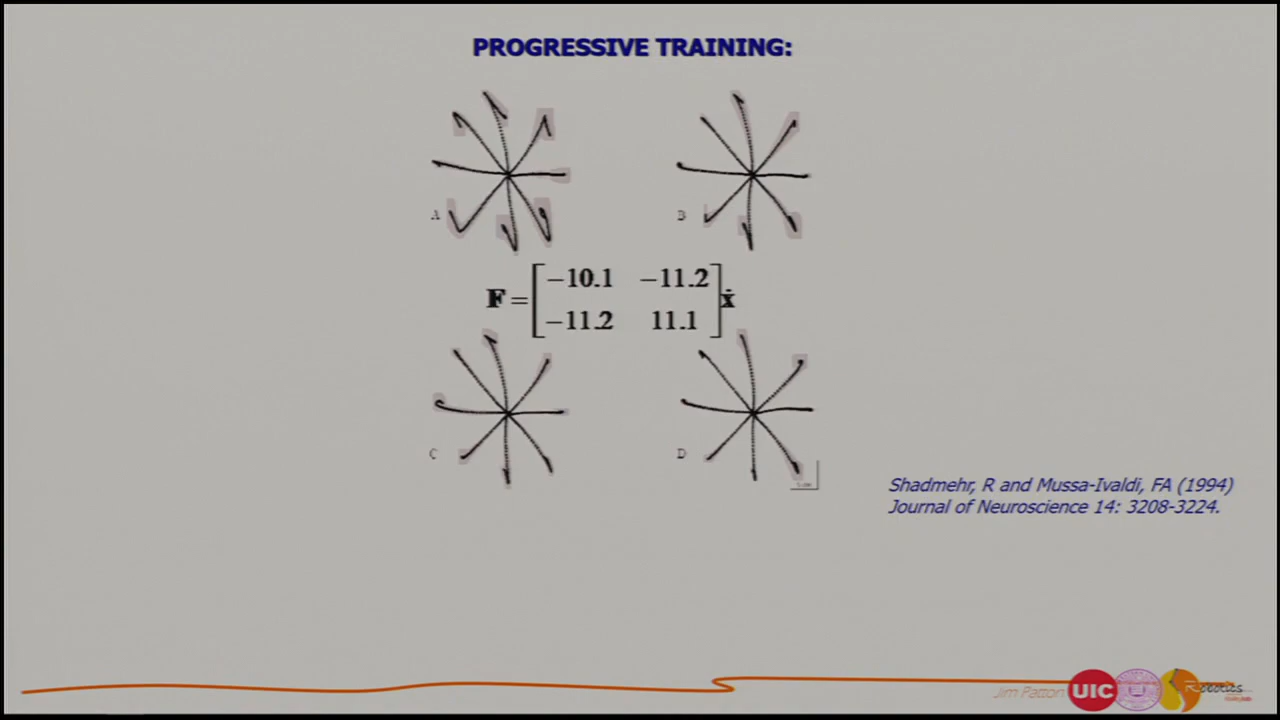 PROGRESSIVE TRAINING:
A
B
F = [ −10.1 −11.2
−11.2 11.1 ] ẋ
C
D
Shadmehr, R and Mussa-Ivaldi, FA (1994)
Journal of Neuroscience 14: 3208-3224.
Jim Patton UIC Robotics